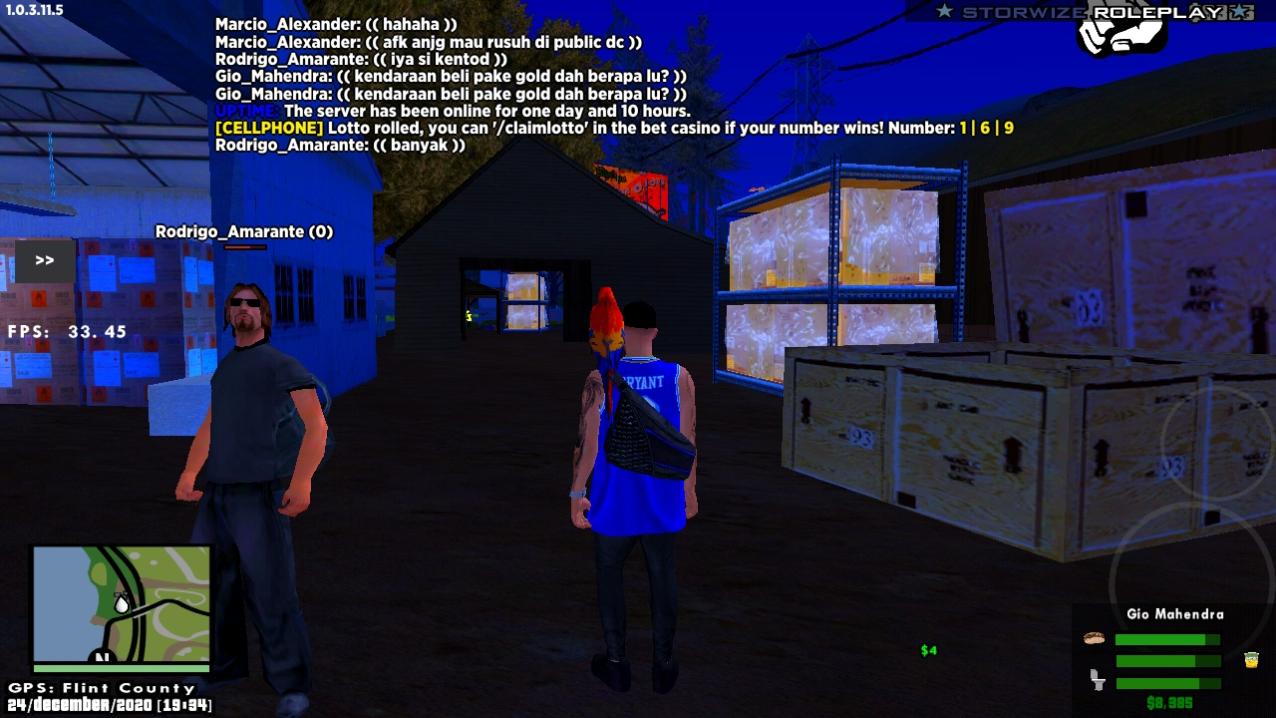 1.0.3.11.5
★ STORWIZE ROLEPLAY ★
Marcio_Alexander: (( hahaha ))
Marcio_Alexander: (( afk anjg mau rusuh di public dc ))
Rodrigo_Amarante: (( iya si kentod ))
Gio_Mahendra: (( kendaraan beli pake gold dah berapa lu? ))
Gio_Mahendra: (( kendaraan beli pake gold dah berapa lu? ))
UPTIME: The server has been online for one day and 10 hours.
[CELLPHONE] Lotto rolled, you can '/claimlotto' in the bet casino if your number wins! Number: 1 | 6 | 9
Rodrigo_Amarante: (( banyak ))
Rodrigo_Amarante (0)
>>
FPS: 33.45
RYANT
93
93
N
Gio Mahendra
$4
GPS: Flint County
24/december/2020 [19:34]
$8,385